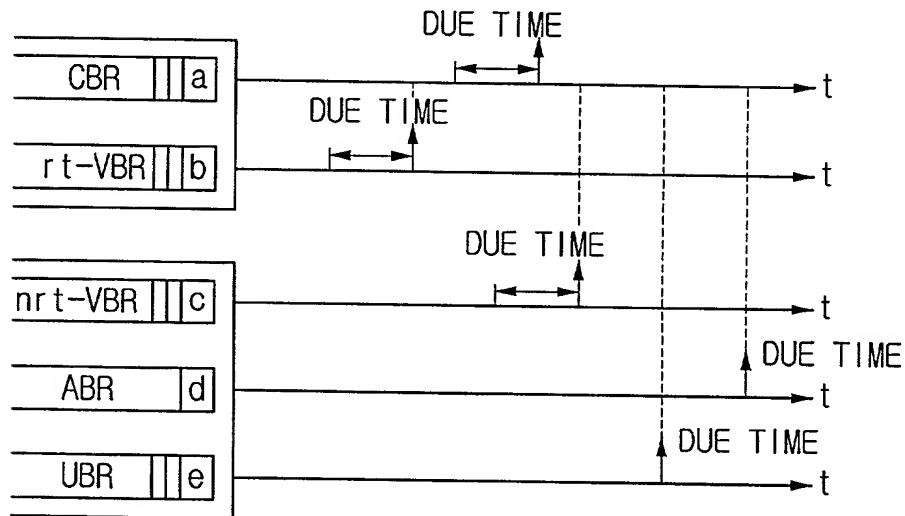 DUE TIME
CBR a t
DUE TIME
rt-VBR b t
DUE TIME
nrt-VBR c t
DUE TIME
ABR d t
DUE TIME
UBR e t